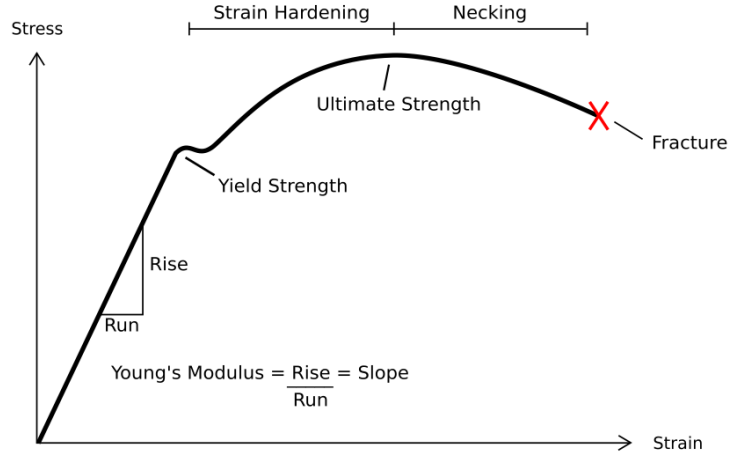 Strain Hardening
Necking
Stress
Ultimate Strength
Fracture
Yield Strength
Rise
Run
Young's Modulus = Rise = Slope
Run
Strain